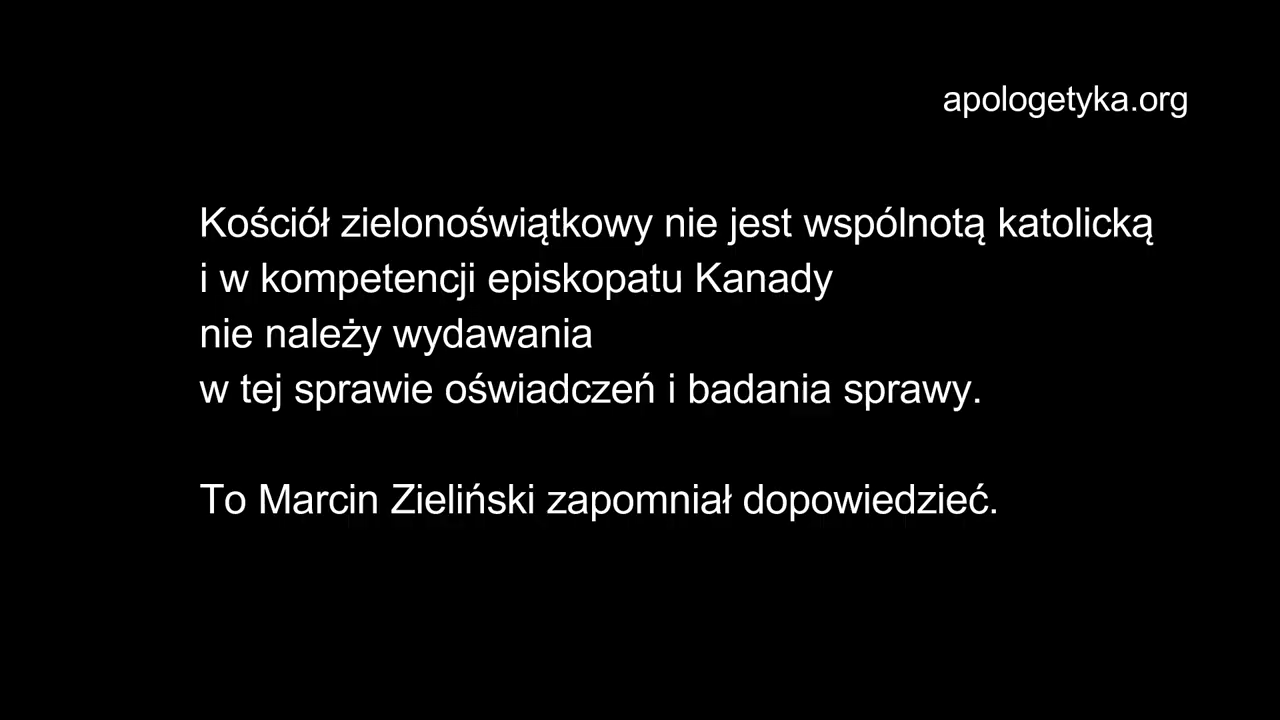 apologetyka.org
Kościół zielonoświątkowy nie jest wspólnotą katolicką
i w kompetencji episkopatu Kanady
nie należy wydawania
w tej sprawie oświadczeń i badania sprawy.
To Marcin Zieliński zapomniał dopowiedzieć.